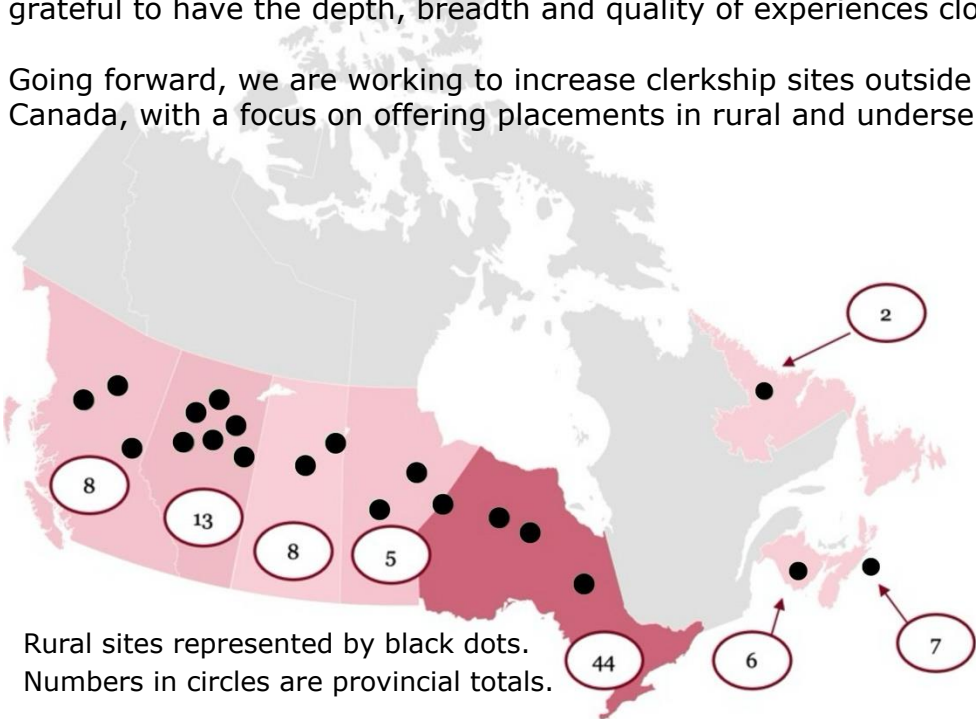 grateful to have the depth, breadth and quality of experiences clo
Going forward, we are working to increase clerkship sites outside
Canada, with a focus on offering placements in rural and underse
2
8
13
8
5
44
6
7
Rural sites represented by black dots.
Numbers in circles are provincial totals.